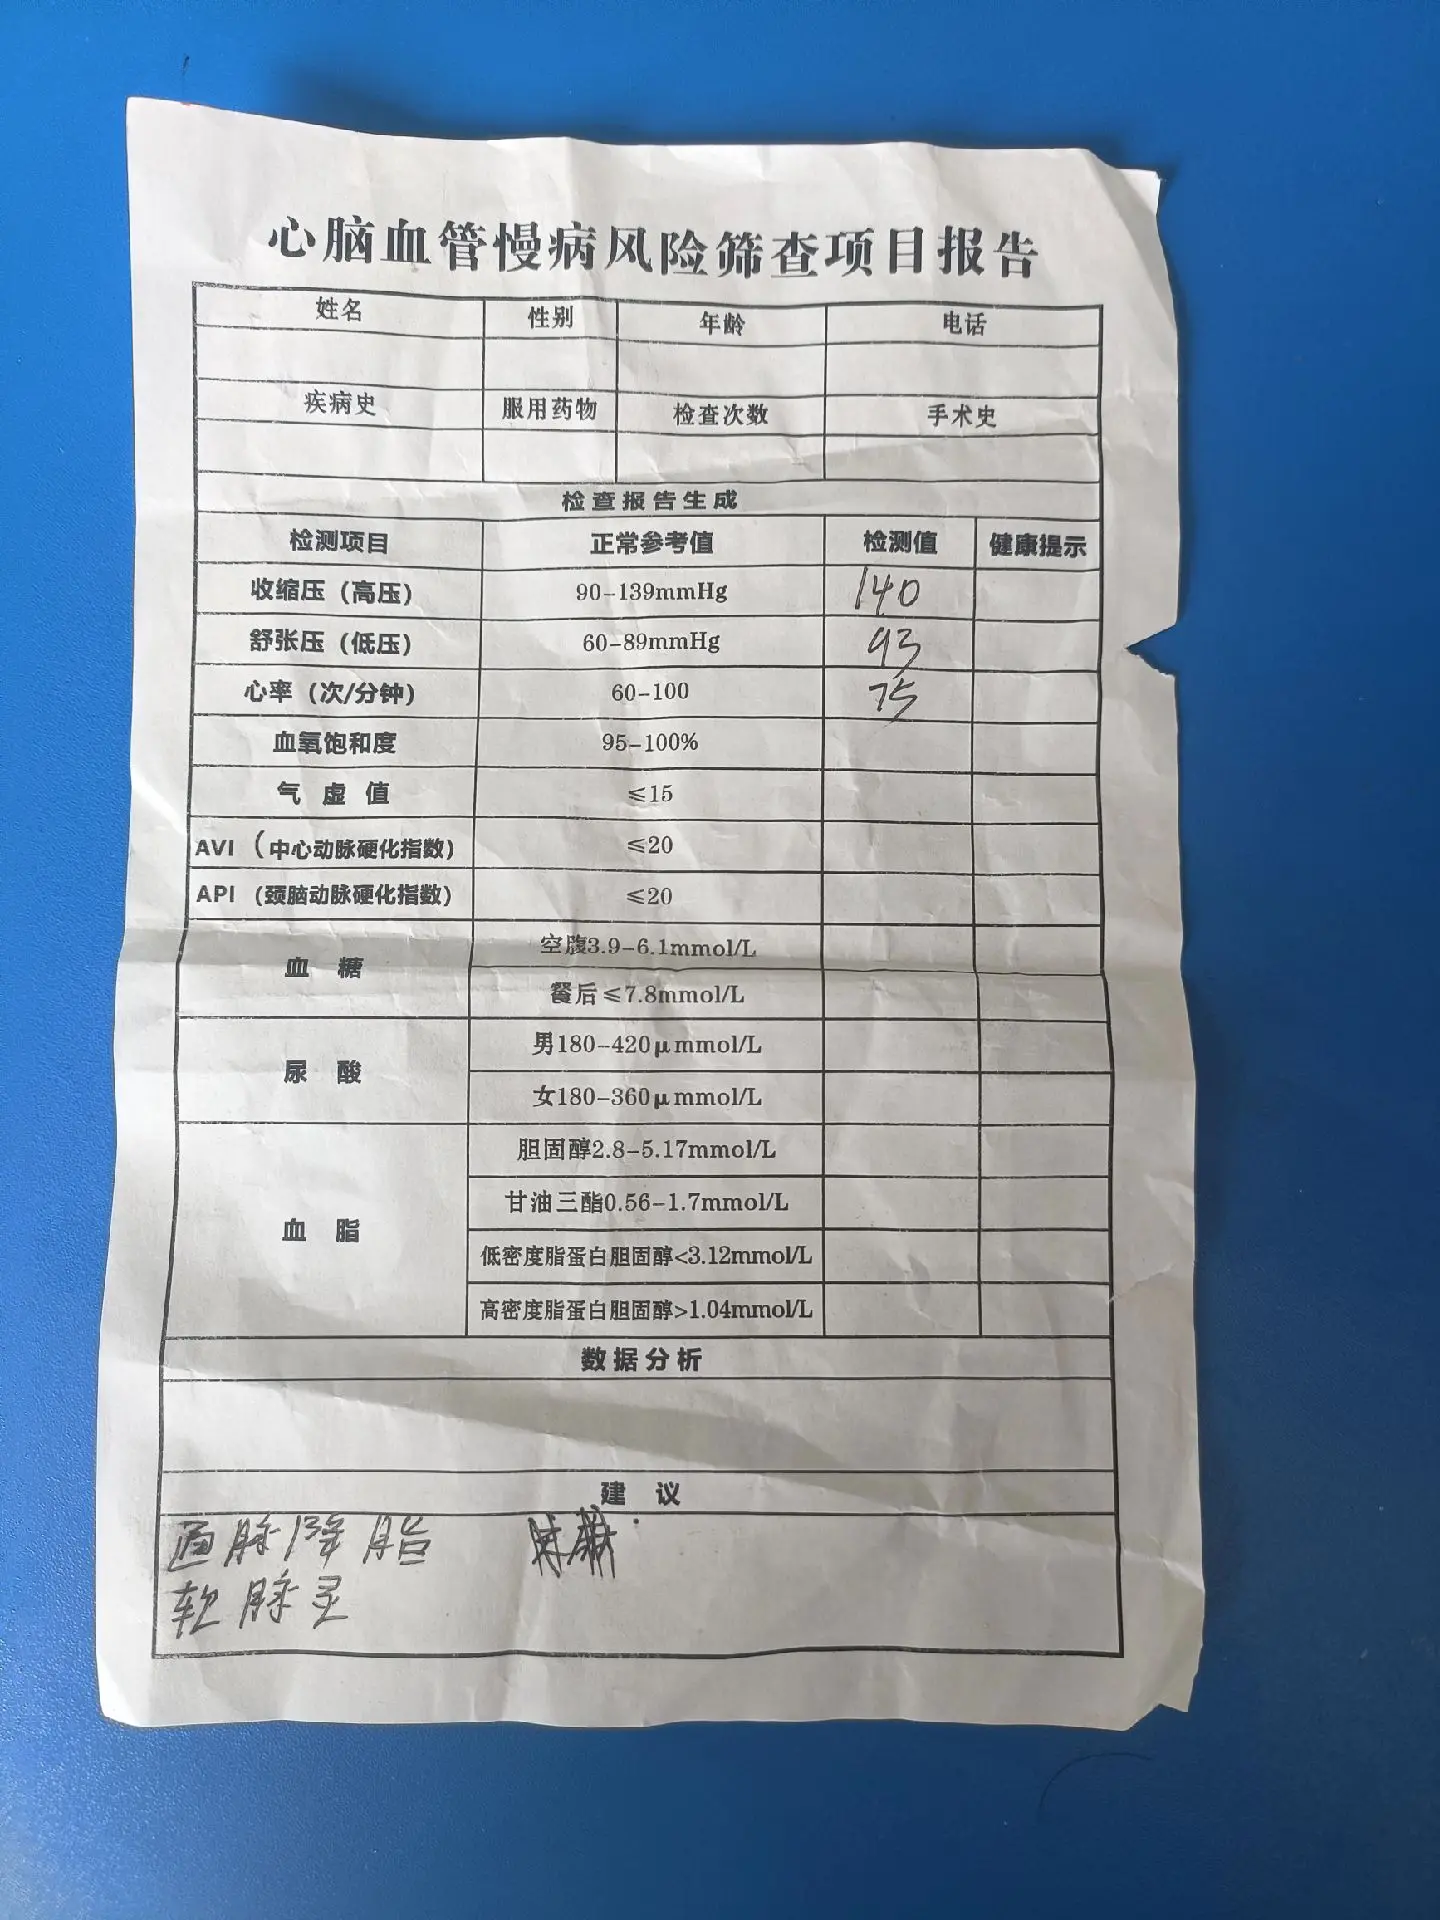 心脑血管慢病风险筛查项目报告
姓名 性别 年龄 电话
疾病史 服用药物 检查次数 手术史
检查报告生成
检测项目 正常参考值 检测值 健康提示
收缩压（高压） 90-139mmHg 140
舒张压（低压） 60-89mmHg 93
心率（次/分钟） 60-100 75
血氧饱和度 95-100%
气虚值 ≤15
AVI（中心动脉硬化指数） ≤20
API（颈脑动脉硬化指数） ≤20
血糖 空腹3.9-6.1mmol/L
餐后≤7.8mmol/L
尿酸 男180-420μmmol/L
女180-360μmmol/L
血脂 胆固醇2.8-5.17mmol/L
甘油三酯0.56-1.7mmol/L
低密度脂蛋白胆固醇<3.12mmol/L
高密度脂蛋白胆固醇>1.04mmol/L
数据分析
建议
通脉降脂
软脉灵